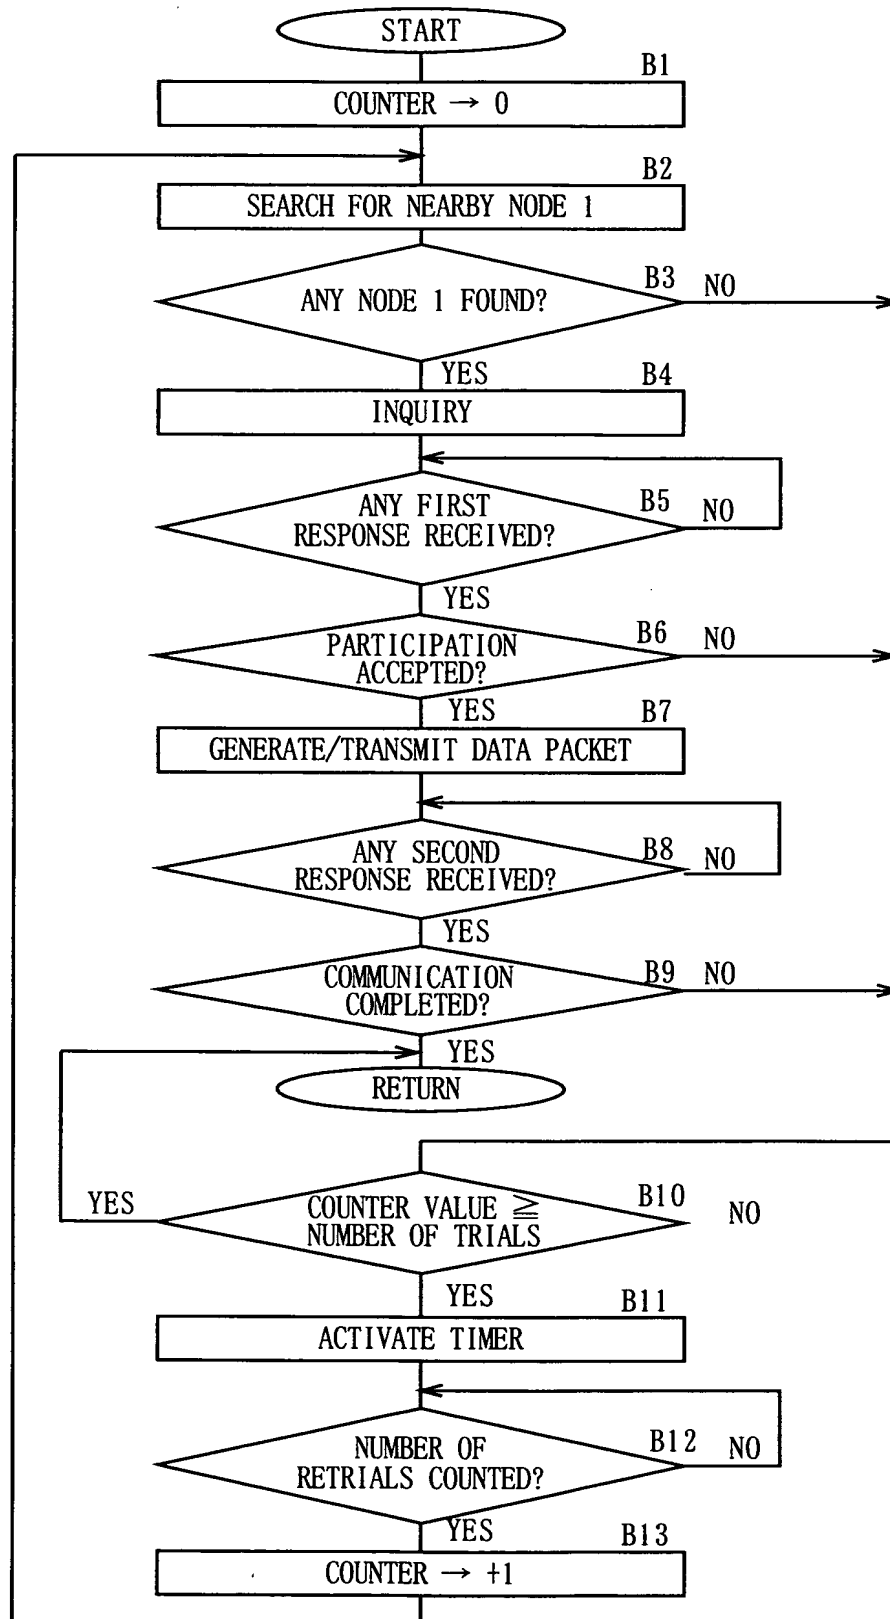 START
B1
COUNTER → 0
B2
SEARCH FOR NEARBY NODE 1
B3
ANY NODE 1 FOUND?
NO
YES
B4
INQUIRY
ANY FIRST
RESPONSE RECEIVED?
B5
NO
YES
PARTICIPATION
ACCEPTED?
B6
NO
YES
B7
GENERATE/TRANSMIT DATA PACKET
ANY SECOND
RESPONSE RECEIVED?
B8
NO
YES
COMMUNICATION
COMPLETED?
B9
NO
YES
RETURN
YES
COUNTER VALUE ≧
NUMBER OF TRIALS
B10
NO
YES
B11
ACTIVATE TIMER
NUMBER OF
RETRIALS COUNTED?
B12
NO
YES
B13
COUNTER → +1